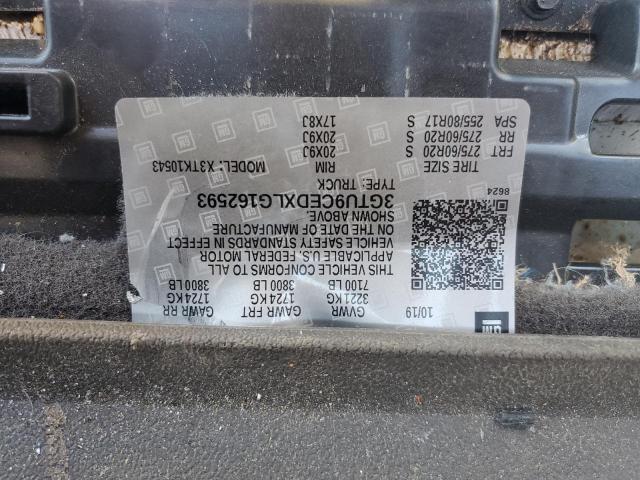 GM
10/19
GVWR GAWR FRT GAWR RR
3221 KG 1724 KG 1724 KG
7100 LB 3800 LB 3800 LB
THIS VEHICLE CONFORMS TO ALL
APPLICABLE U.S. FEDERAL MOTOR
VEHICLE SAFETY STANDARDS IN EFFECT
ON THE DATE OF MANUFACTURE
SHOWN ABOVE.
3GTU9CEDXLG162593
TYPE: TRUCK
8624
MODEL: X3TK10543
TIRE SIZE RIM
FRT 275/60R20 S 20X9J
RR 275/60R20 S 20X9J
SPA 255/80R17 S 17X8J